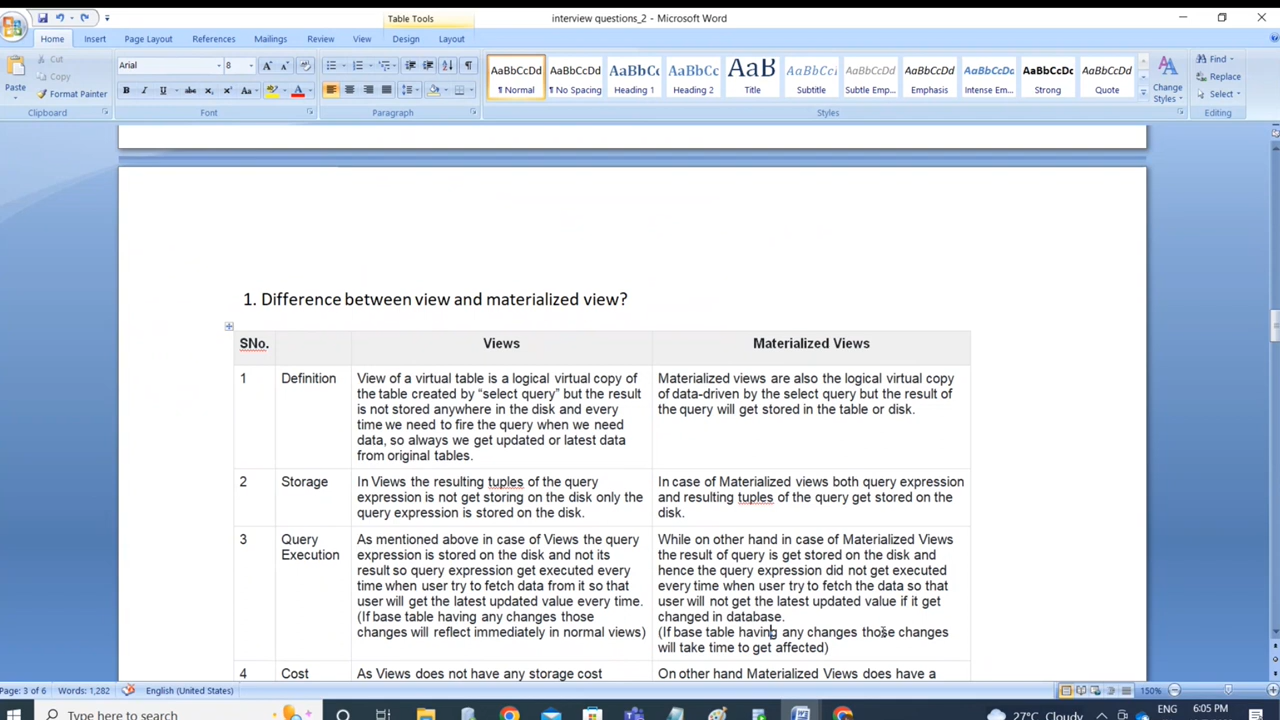 Table Tools
interview questions_2 - Microsoft Word
Home Insert Page Layout References Mailings Review View Design Layout
Paste
Cut
Copy
Format Painter
Clipboard
Arial 8
Font
Paragraph
AaBbCcDd AaBbCcDd AaBbCc AaBbCc AaB AaBbCcDd AaBbCcDd AaBbCcDd AaBbCcDd AaBbCcDd AaBbCcDd
¶ Normal ¶ No Spacing Heading 1 Heading 2 Title Subtitle Subtle Emp... Emphasis Intense Em... Strong Quote
Change
Styles
Styles
Find
Replace
Select
Editing
1. Difference between view and materialized view?
SNo. Views Materialized Views
1 Definition
View of a virtual table is a logical virtual copy of
the table created by “select query” but the result
is not stored anywhere in the disk and every
time we need to fire the query when we need
data, so always we get updated or latest data
from original tables.
Materialized views are also the logical virtual copy
of data-driven by the select query but the result of
the query will get stored in the table or disk.
2 Storage
In Views the resulting tuples of the query
expression is not get storing on the disk only the
query expression is stored on the disk.
In case of Materialized views both query expression
and resulting tuples of the query get stored on the
disk.
3 Query
Execution
As mentioned above in case of Views the query
expression is stored on the disk and not its
result so query expression get executed every
time when user try to fetch data from it so that
user will get the latest updated value every time.
(If base table having any changes those
changes will reflect immediately in normal views)
While on other hand in case of Materialized Views
the result of query is get stored on the disk and
hence the query expression did not get executed
every time when user try to fetch the data so that
user will not get the latest updated value if it get
changed in database.
(If base table having any changes those changes
will take time to get affected)
4 Cost
As Views does not have any storage cost
On other hand Materialized Views does have a
Page: 3 of 6 Words: 1,282 English (United States) 150%
Type here to search
27°C Cloudy
ENG
6:05 PM